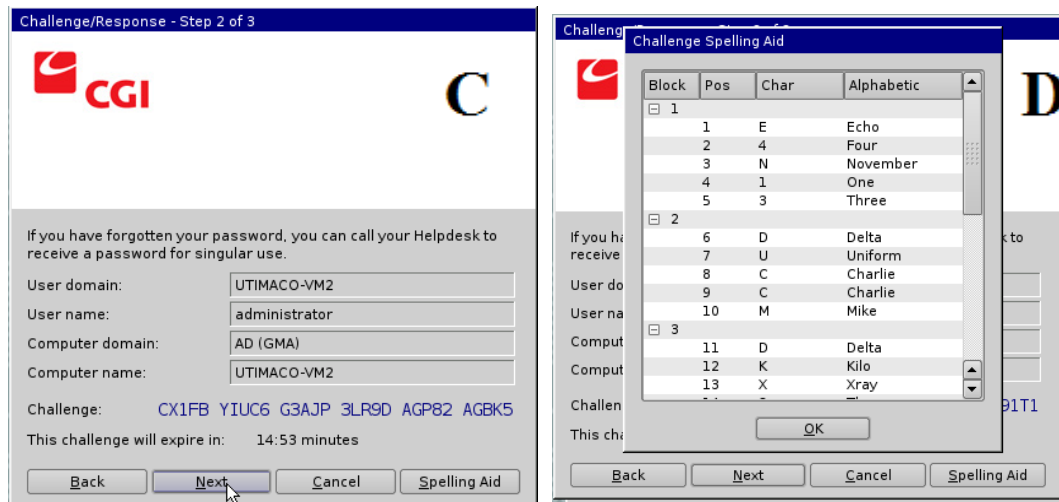 Challenge/Response - Step 2 of 3
CGI
C
If you have forgotten your password, you can call your Helpdesk to
receive a password for singular use.
User domain: UTIMACO-VM2
User name: administrator
Computer domain: AD (GMA)
Computer name: UTIMACO-VM2
Challenge: CX1FB YIUC6 G3AJP 3LR9D AGP82 AGBK5
This challenge will expire in: 14:53 minutes
Back Next Cancel Spelling Aid
Challeng
D
Challenge Spelling Aid
Block Pos Char Alphabetic
1
1 E Echo
2 4 Four
3 N November
4 1 One
5 3 Three
2
6 D Delta
7 U Uniform
8 C Charlie
9 C Charlie
10 M Mike
3
11 D Delta
12 K Kilo
13 X Xray
OK
If you ha k to
receive
User do
User na
Comput
Comput
Challen 91T1
This cha
Back Next Cancel Spelling Aid